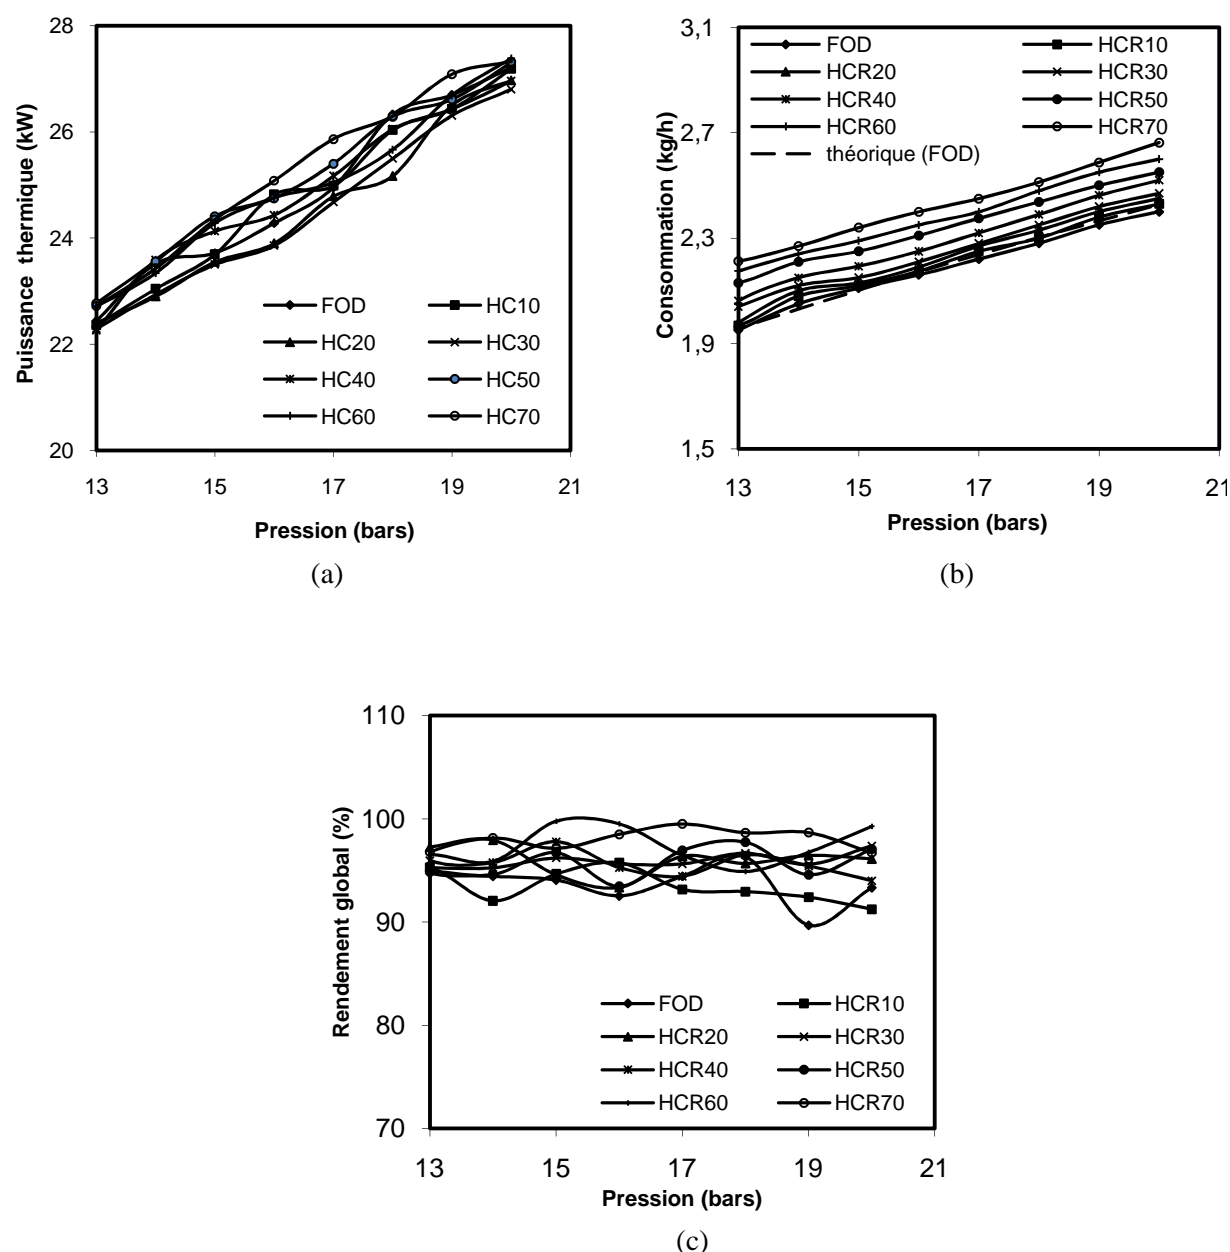 28
26
24
22
20
Puissance thermique (kW)
FOD HC10
HC20 HC30
HC40 HC50
HC60 HC70
13 15 17 19 21
Pression (bars)
(a)
3,1
2,7
2,3
1,9
1,5
Consommation (kg/h)
FOD HCR10
HCR20 HCR30
HCR40 HCR50
HCR60 HCR70
théorique (FOD)
13 15 17 19 21
Pression (bars)
(b)
110
100
90
80
70
Rendement global (%)
FOD HCR10
HCR20 HCR30
HCR40 HCR50
HCR60 HCR70
13 15 17 19 21
Pression (bars)
(c)